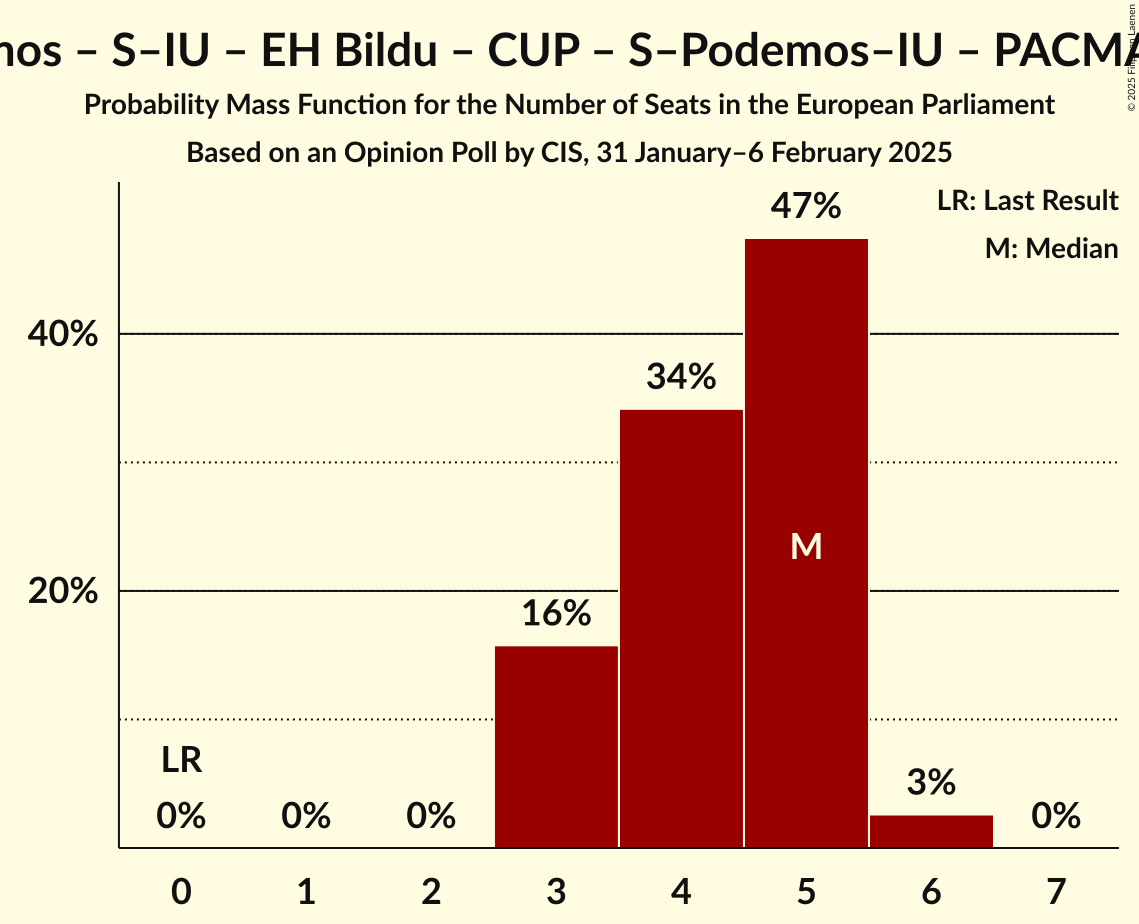 – S–IU – EH Bildu – CUP – S–Podemos–IU –
Probability Mass Function for the Number of Seats in the European Parliament
Based on an Opinion Poll by CIS, 31 January–6 February 2025
© 2025 Filip van Laenen
LR: Last Result
M: Median
47%
40%
34%
M
20%
16%
LR
3%
0% 0% 0% 0%
0 1 2 3 4 5 6 7